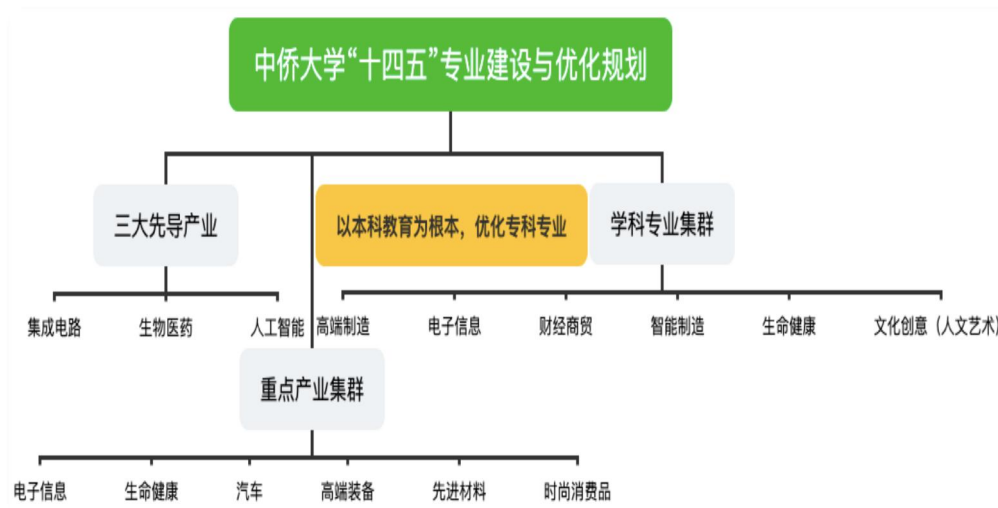 中侨大学“十四五”专业建设与优化规划
三大先导产业
以本科教育为根本，优化专科专业
学科专业集群
集成电路
生物医药
人工智能
高端制造
电子信息
财经商贸
智能制造
生命健康
文化创意（人文艺术）
重点产业集群
电子信息
生命健康
汽车
高端装备
先进材料
时尚消费品